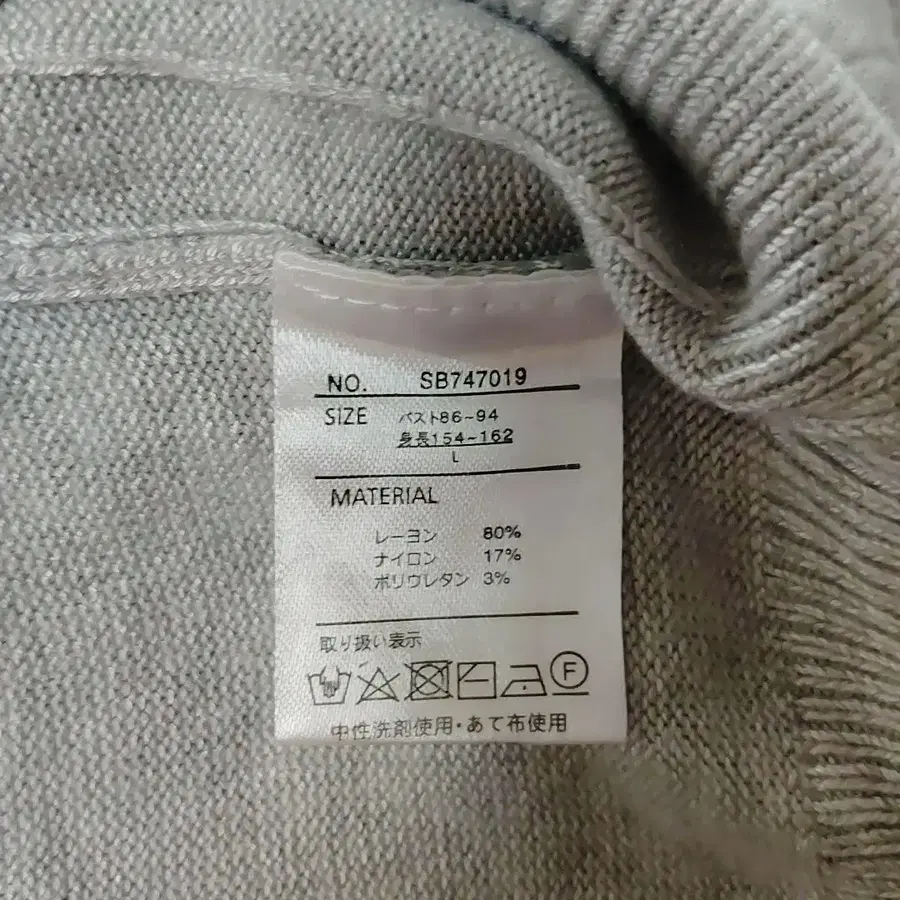 NO. SB747019
SIZE バスト86-94
身長154~162
L
MATERIAL
レーヨン 80%
ナイロン 17%
ポリウレタン 3%
取り扱い表示
F
中性洗剤使用・あて布使用